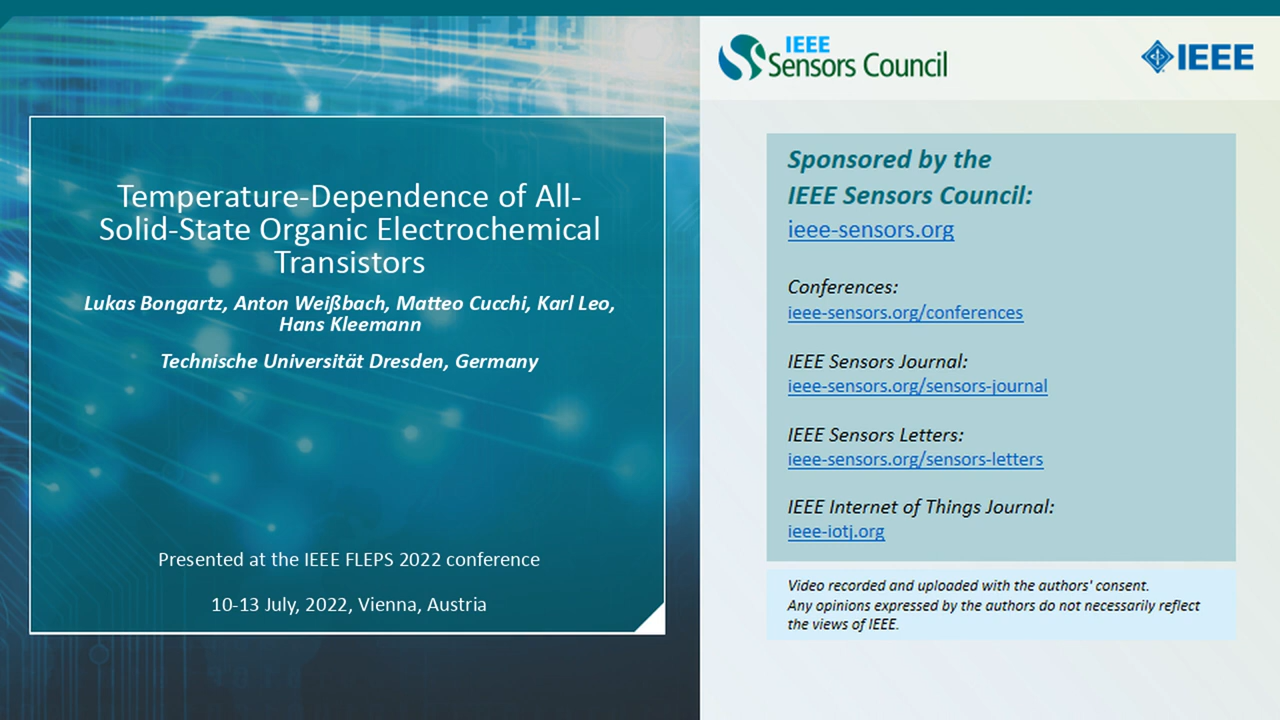 Temperature-Dependence of All-
Solid-State Organic Electrochemical
Transistors
Lukas Bongartz, Anton Weißbach, Matteo Cucchi, Karl Leo,
Hans Kleemann
Technische Universität Dresden, Germany
Presented at the IEEE FLEPS 2022 conference
10-13 July, 2022, Vienna, Austria
IEEE
Sensors Council
IEEE
Sponsored by the
IEEE Sensors Council:
ieee-sensors.org
Conferences:
ieee-sensors.org/conferences
IEEE Sensors Journal:
ieee-sensors.org/sensors-journal
IEEE Sensors Letters:
ieee-sensors.org/sensors-letters
IEEE Internet of Things Journal:
ieee-iotj.org
Video recorded and uploaded with the authors' consent.
Any opinions expressed by the authors do not necessarily reflect
the views of IEEE.